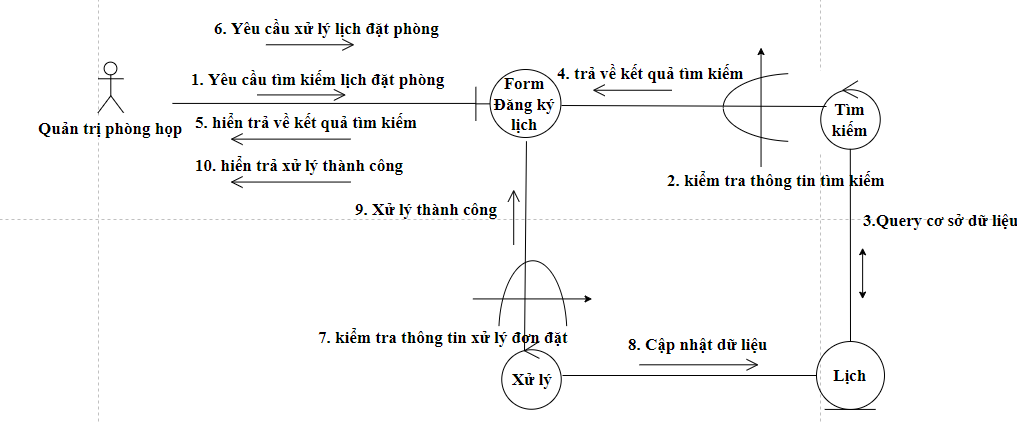 6. Yêu cầu xử lý lịch đặt phòng
1. Yêu cầu tìm kiếm lịch đặt phòng
Quản trị phòng họp
5. hiển trả về kết quả tìm kiếm
10. hiển trả xử lý thành công
Form
Đăng ký
lịch
4. trả về kết quả tìm kiếm
Tìm
kiếm
2. kiểm tra thông tin tìm kiếm
3.Query cơ sở dữ liệu
9. Xử lý thành công
7. kiểm tra thông tin xử lý đơn đặt
8. Cập nhật dữ liệu
Xử lý
Lịch